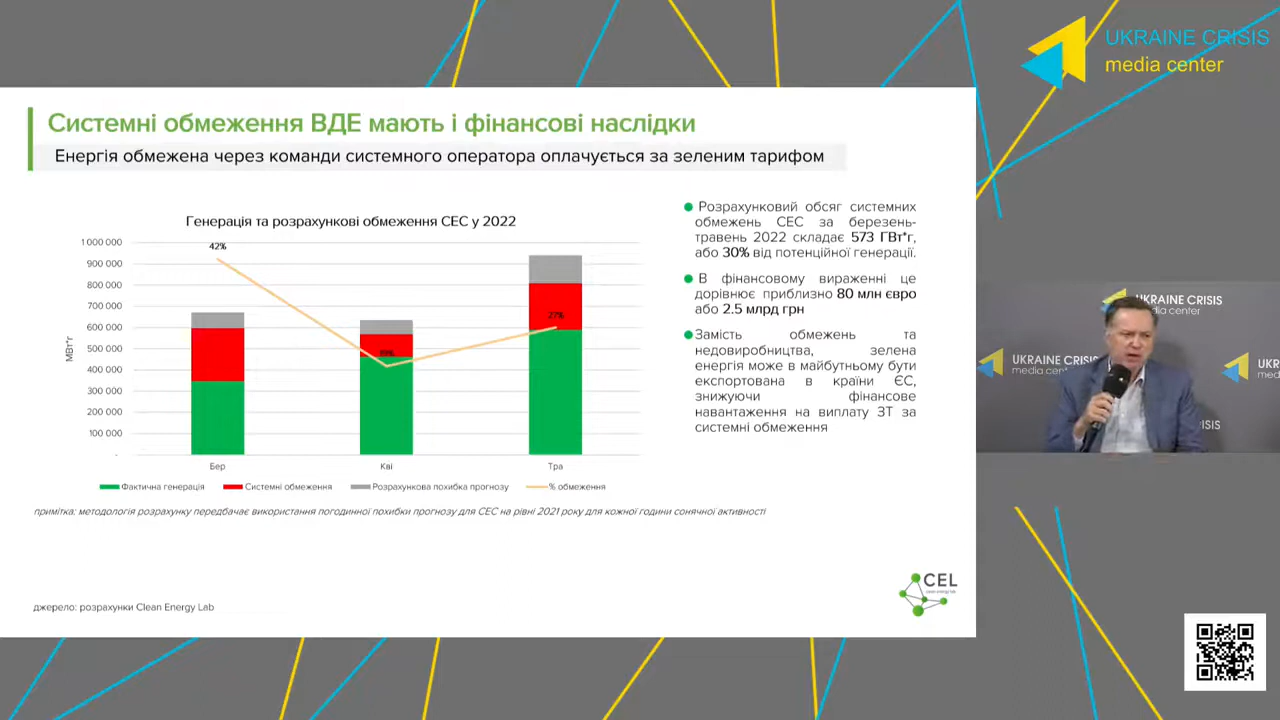 UKRAINE CRISIS
media center
Системні обмеження ВДЕ мають і фінансові наслідки
Енергія обмежена через команди системного оператора оплачується за зеленим тарифом
Генерація та розрахункові обмеження СЕС у 2022
МВт*г
1 000 000
900 000
800 000
700 000
600 000
500 000
400 000
300 000
200 000
100 000
-
42%
27%
Бер
Кві
Тра
Фактична генерація
Системні обмеження
Розрахункова похибка прогнозу
% обмеження
примітка: методологія розрахунку передбачає використання погодинної похибки прогнозу для СЕС на рівні 2021 року для кожної години сонячної активності
Розрахунковий обсяг системних
обмежень СЕС за березень-
травень 2022 складає 573 ГВт*г,
або 30% від потенційної генерації.
В фінансовому вираженні це
дорівнює приблизно 80 млн євро
або 2.5 млрд грн
Замість обмежень та
недовиробництва, зелена
енергія може в майбутньому бути
експортована в країни ЄС,
знижуючи фінансове
навантаження на виплату ЗТ за
системні обмеження
джерело: розрахунки Clean Energy Lab
CEL
clean energy lab
UKRAINE CRISIS
media center
UKRAINE CRISIS
media cent
UKR
med
ISIS